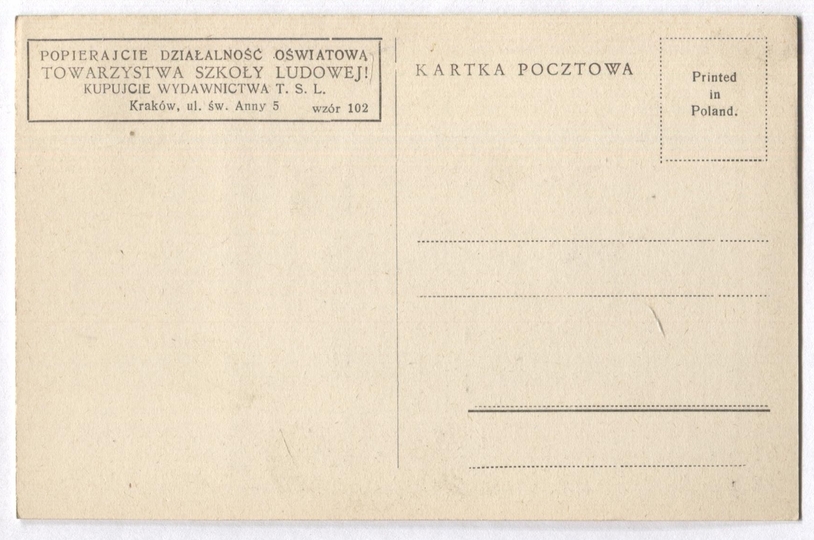 POPIERAJCIE DZIAŁALNOŚĆ OŚWIATOWĄ
TOWARZYSTWA SZKOŁY LUDOWEJ!
KUPUJCIE WYDAWNICTWA T. S. L.
Kraków, ul. św. Anny 5 wzór 102
KARTKA POCZTOWA
Printed
in
Poland.